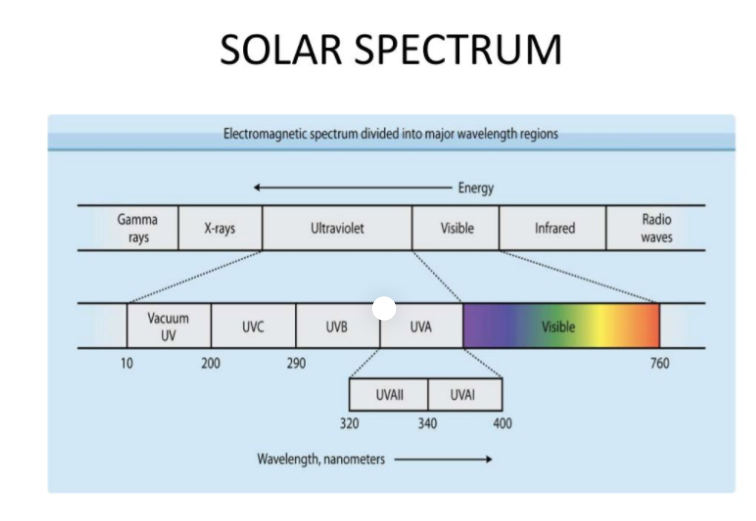 SOLAR SPECTRUM
Electromagnetic spectrum divided into major wavelength regions
Energy
Gamma
rays
X-rays
Ultraviolet
Visible
Infrared
Radio
waves
Vacuum
UV
UVC
UVB
UVA
Visible
10
200
290
760
UVAII
UVAI
320
340
400
Wavelength, nanometers